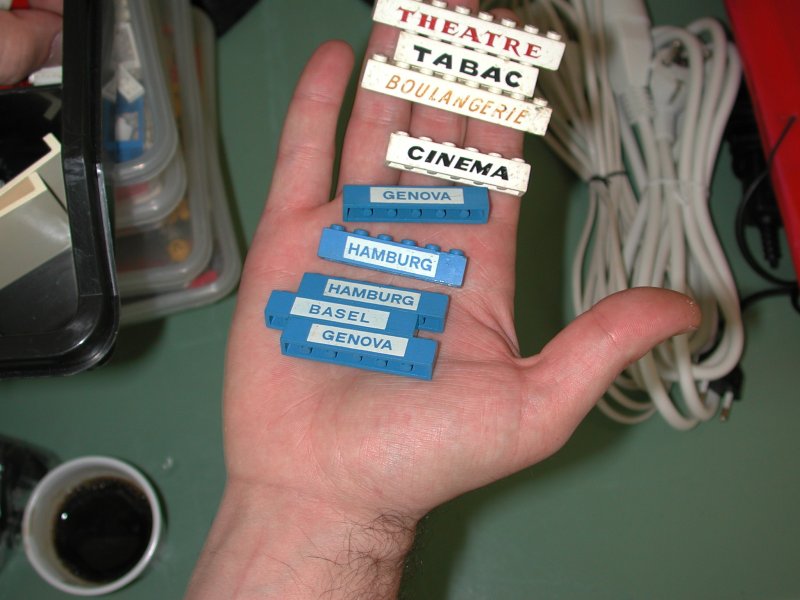 THEATRE
TABAC
BOULANGERIE
CINEMA
GENOVA
HAMBURG
HAMBURG
BASEL
GENOVA